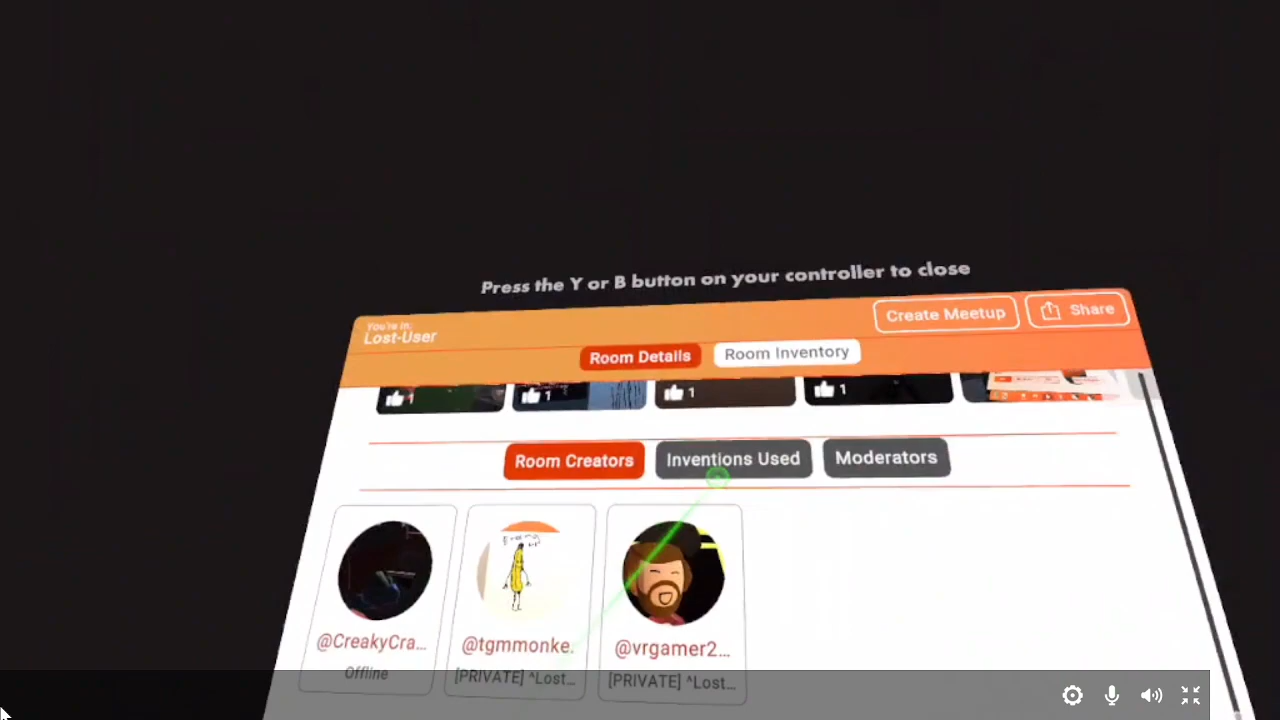 Press the Y or B button on your controller to close
You're in:
Lost-User
Create Meetup
Share
Room Details
Room Inventory
1
1
1
1
Room Creators
Inventions Used
Moderators
@CreakyCra...
@tgmmonke.
@vrgamer2...
Offline
[PRIVATE] ^Lost...
[PRIVATE] ^Lost...